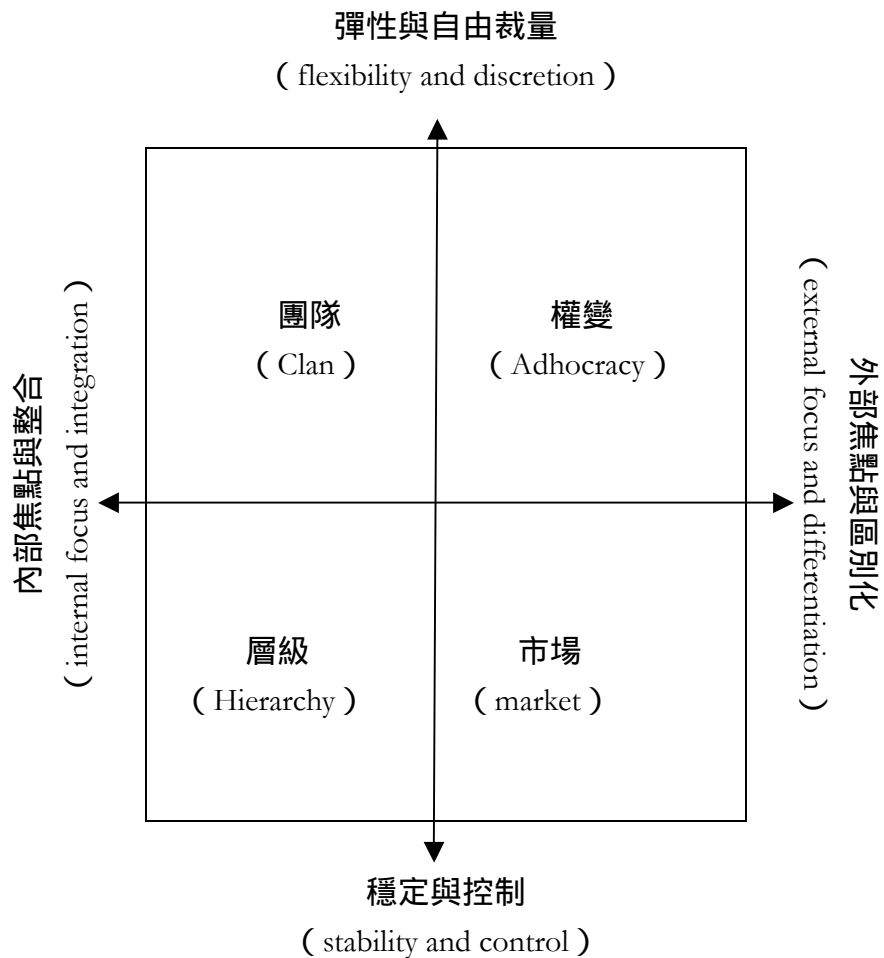 彈性與自由裁量
( flexibility and discretion )
團隊
( Clan )
權變
( Adhocracy )
內部焦點與整合
( internal focus and integration )
外部焦點與區別化
( external focus and differentiation )
層級
( Hierarchy )
市場
( market )
穩定與控制
( stability and control )